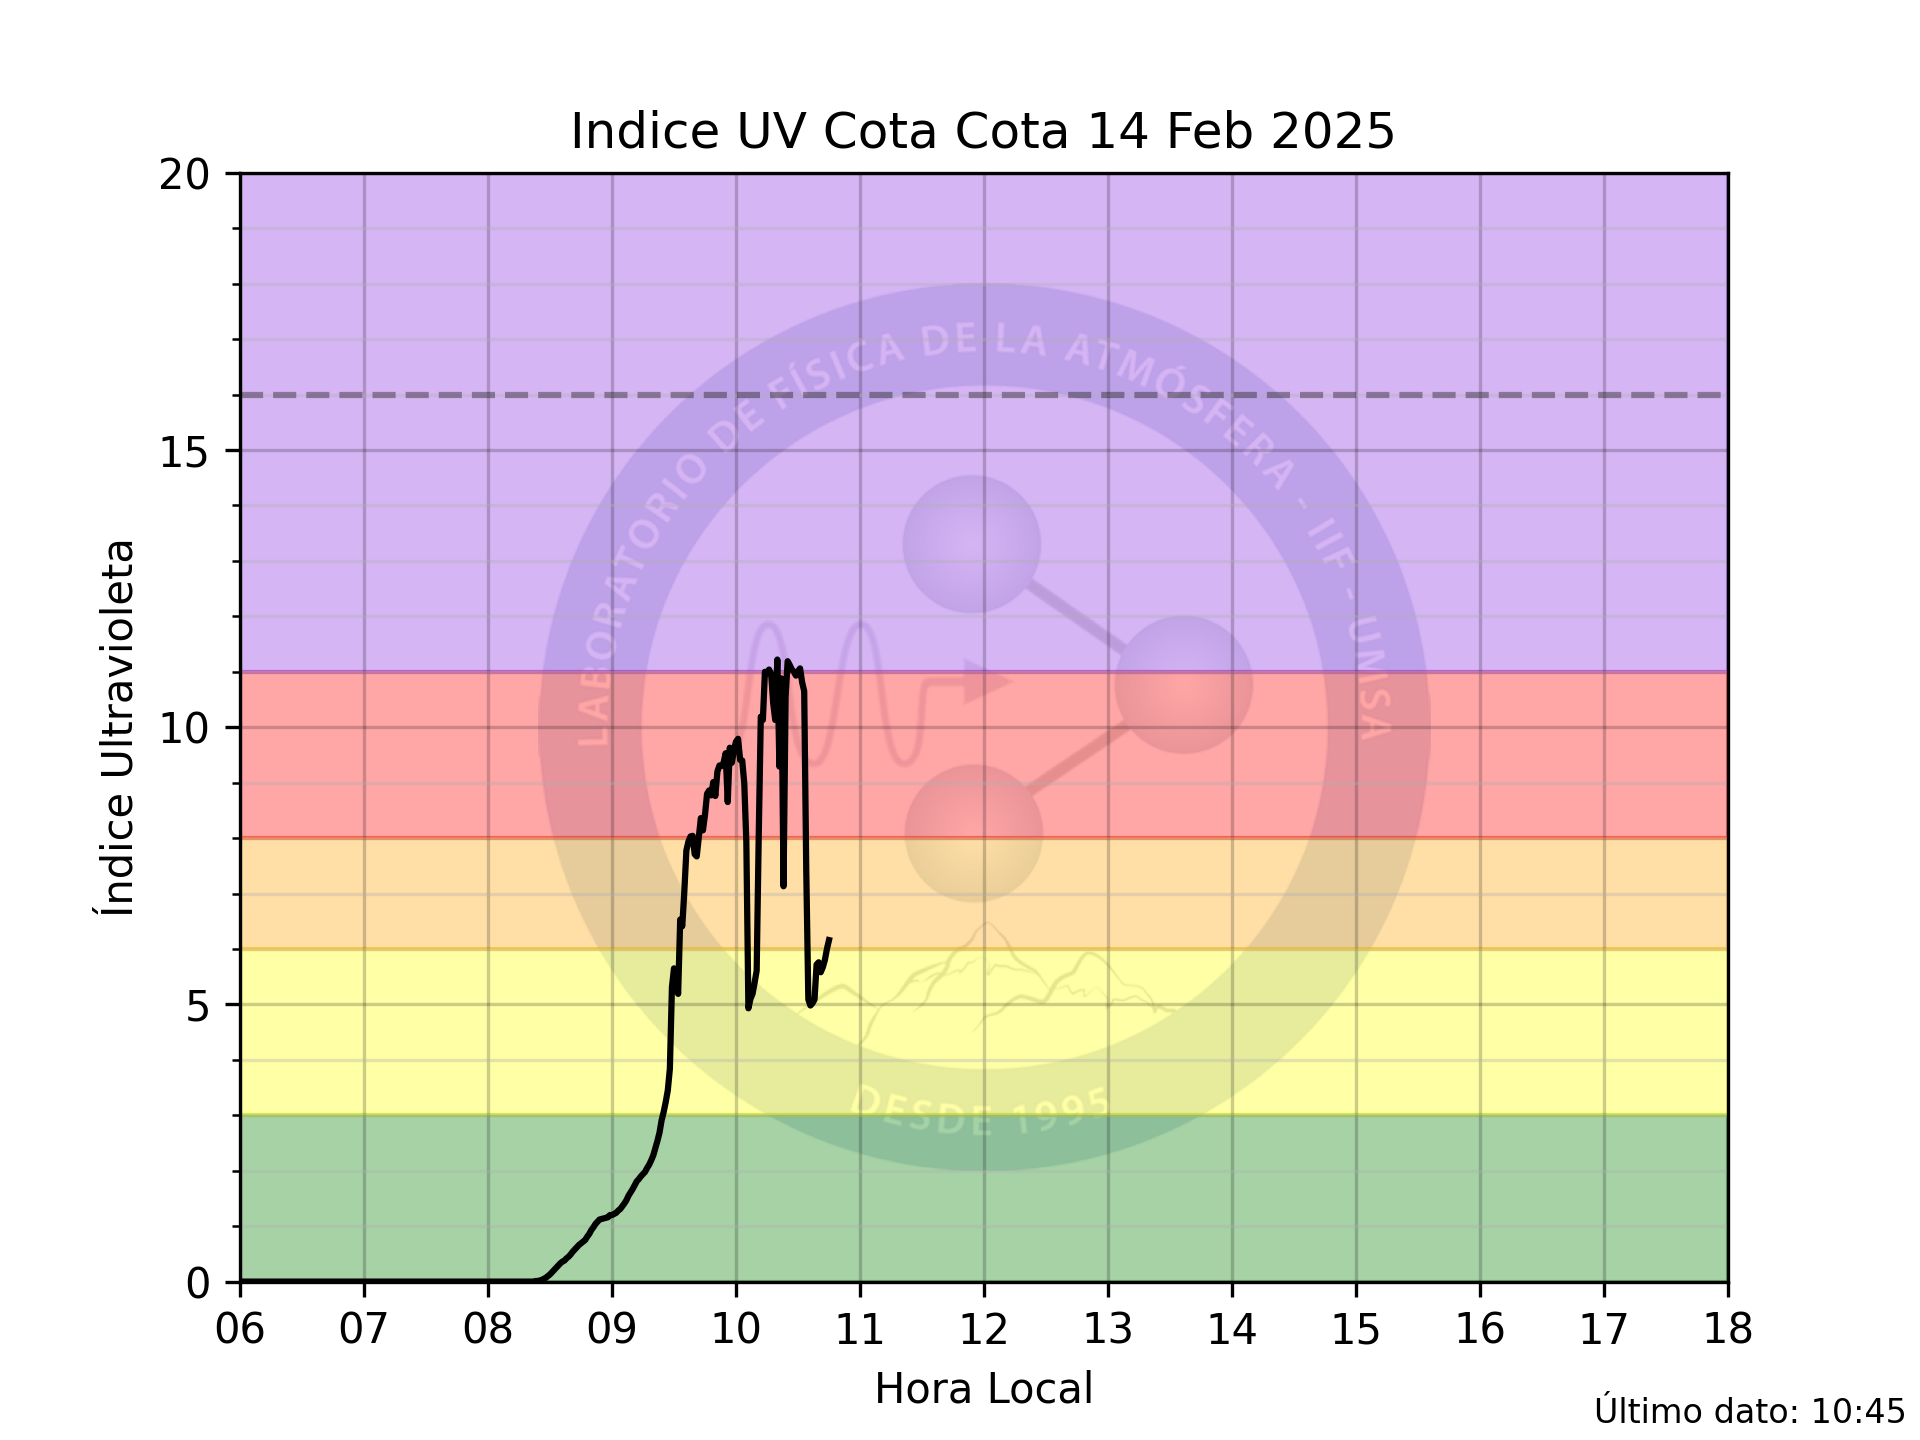 Indice UV Cota Cota 14 Feb 2025
20
15
10
5
0
Índice Ultravioleta
LABORATORIO DE FÍSICA DE LA ATMÓSFERA - IIF - UMSA
DESDE 1995
06 07 08 09 10 11 12 13 14 15 16 17 18
Hora Local
Último dato: 10:45